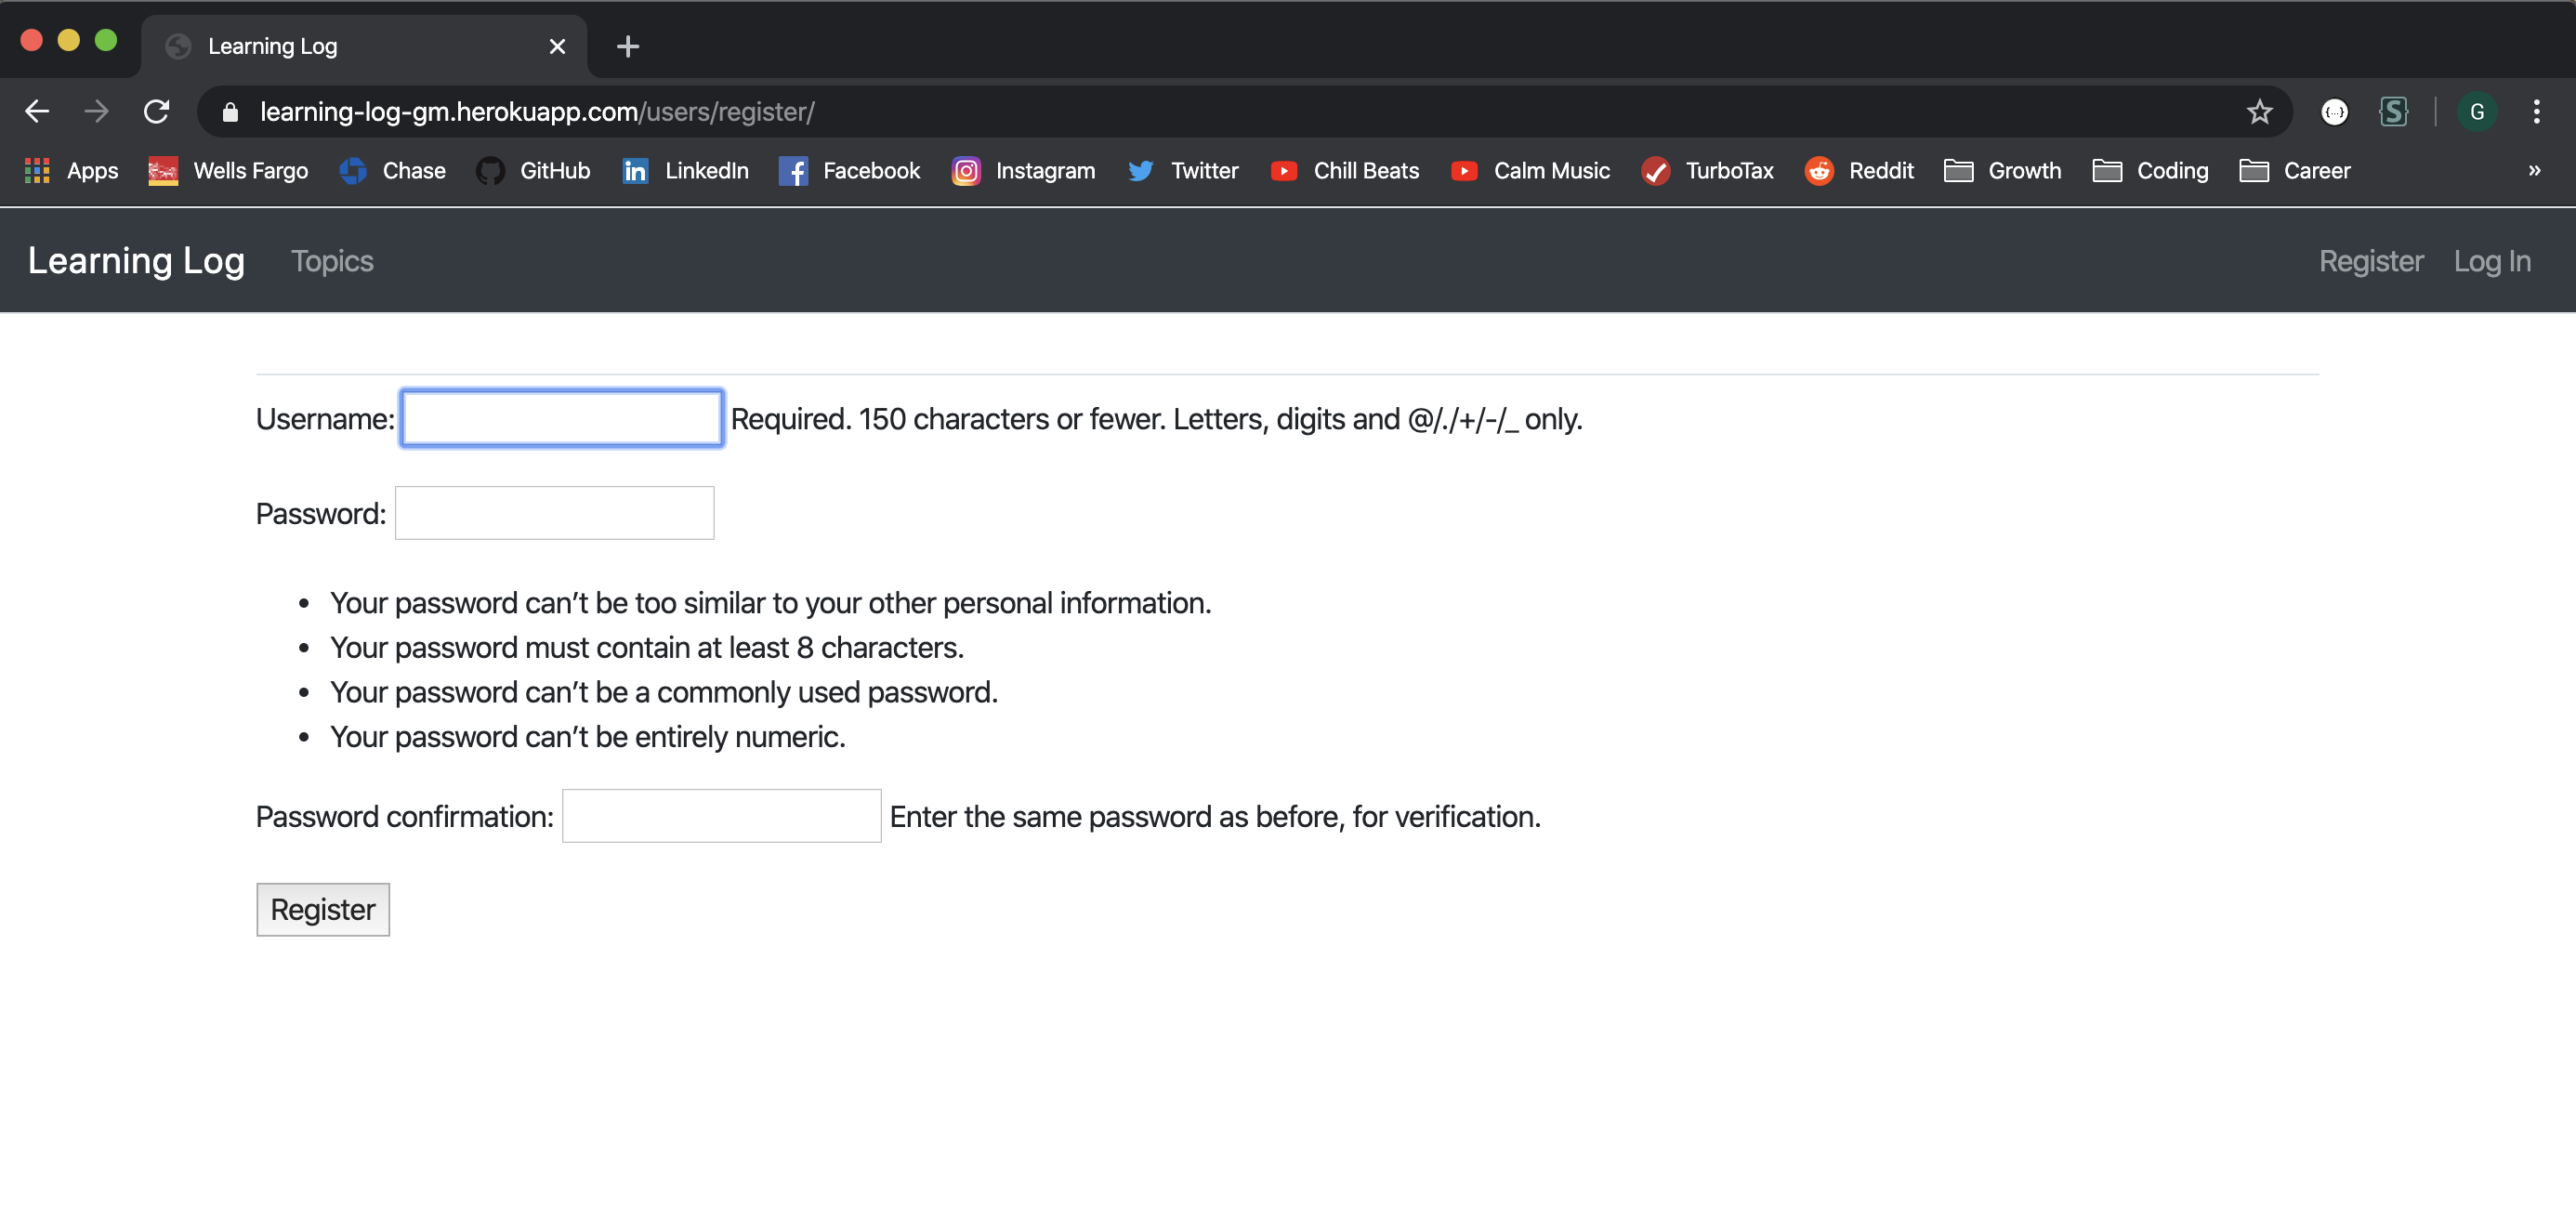 Learning Log
learning-log-gm.herokuapp.com/users/register/
G
Apps Wells Fargo Chase GitHub LinkedIn Facebook Instagram Twitter Chill Beats Calm Music TurboTax Reddit Growth Coding Career »
Learning Log Topics Register Log In
Username: Required. 150 characters or fewer. Letters, digits and @/./+/-/_ only.
Password:
• Your password can’t be too similar to your other personal information.
• Your password must contain at least 8 characters.
• Your password can’t be a commonly used password.
• Your password can’t be entirely numeric.
Password confirmation: Enter the same password as before, for verification.
Register